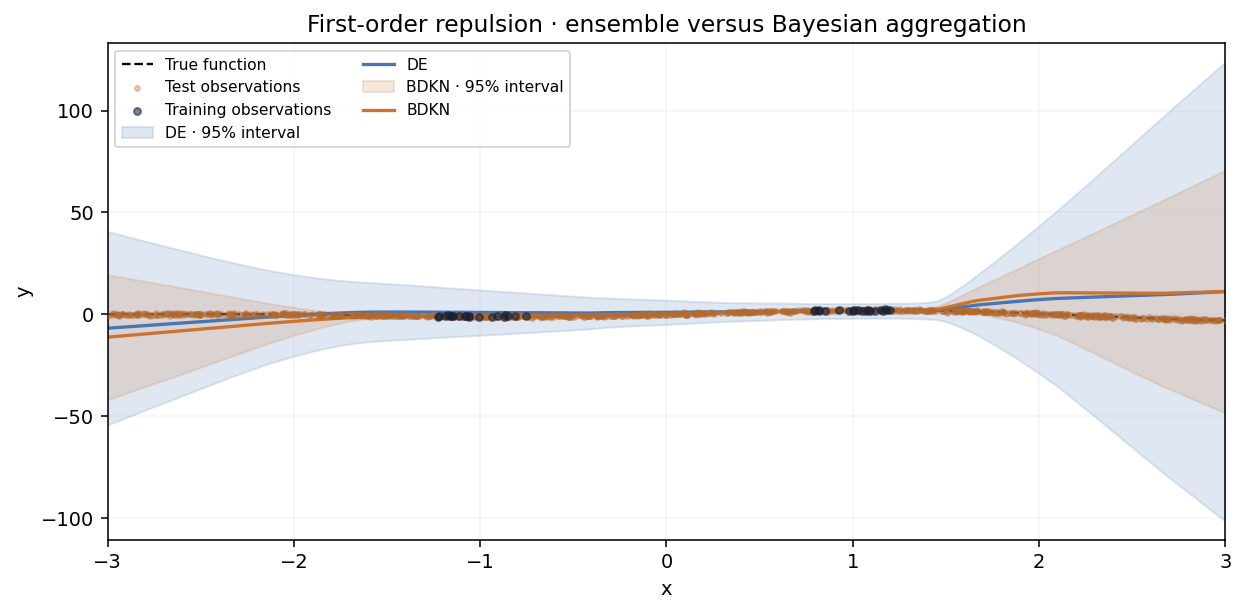 First-order repulsion · ensemble versus Bayesian aggregation
True function
Test observations
Training observations
DE · 95% interval
DE
BDKN · 95% interval
BDKN
y
100
50
0
−50
−100
−3
−2
−1
0
1
2
3
x